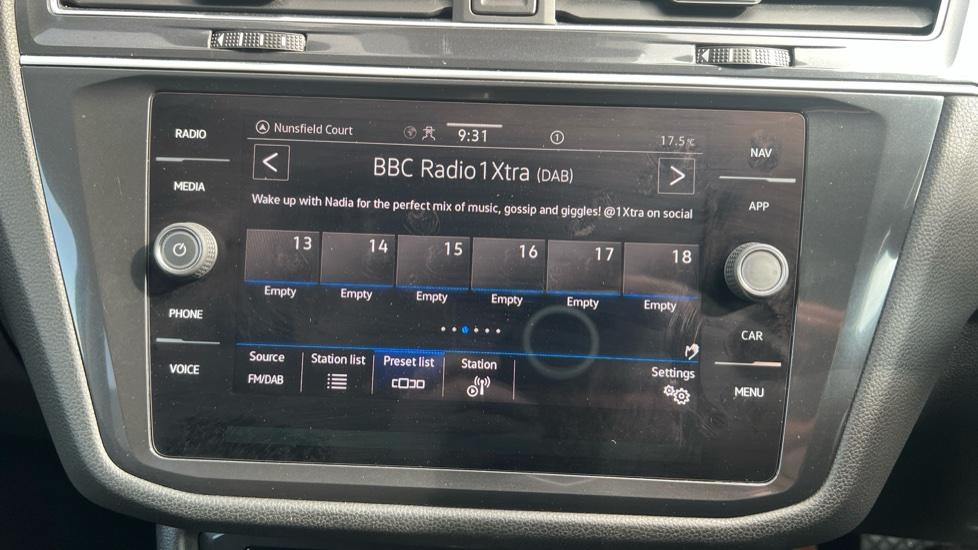 RADIO
MEDIA
PHONE
VOICE
Nunsfield Court
9:31
1
17.5°C
BBC Radio1Xtra (DAB)
Wake up with Nadia for the perfect mix of music, gossip and giggles! @1Xtra on social
13 14 15 16 17 18
Empty Empty Empty Empty Empty Empty
Source Station list Preset list Station Settings
FM/DAB
NAV
APP
CAR
MENU